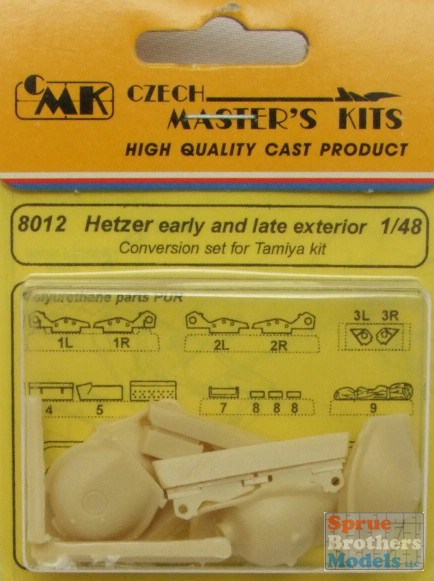 CMK
CZECH
MASTER'S KITS
HIGH QUALITY CAST PRODUCT
8012 Hetzer early and late exterior 1/48
Conversion set for Tamiya kit
Polyurethane parts PUR
3L 3R
1L 1R 2L 2R
4 5 7 8 8 8 9
Sprue
Brothers
Models LLC